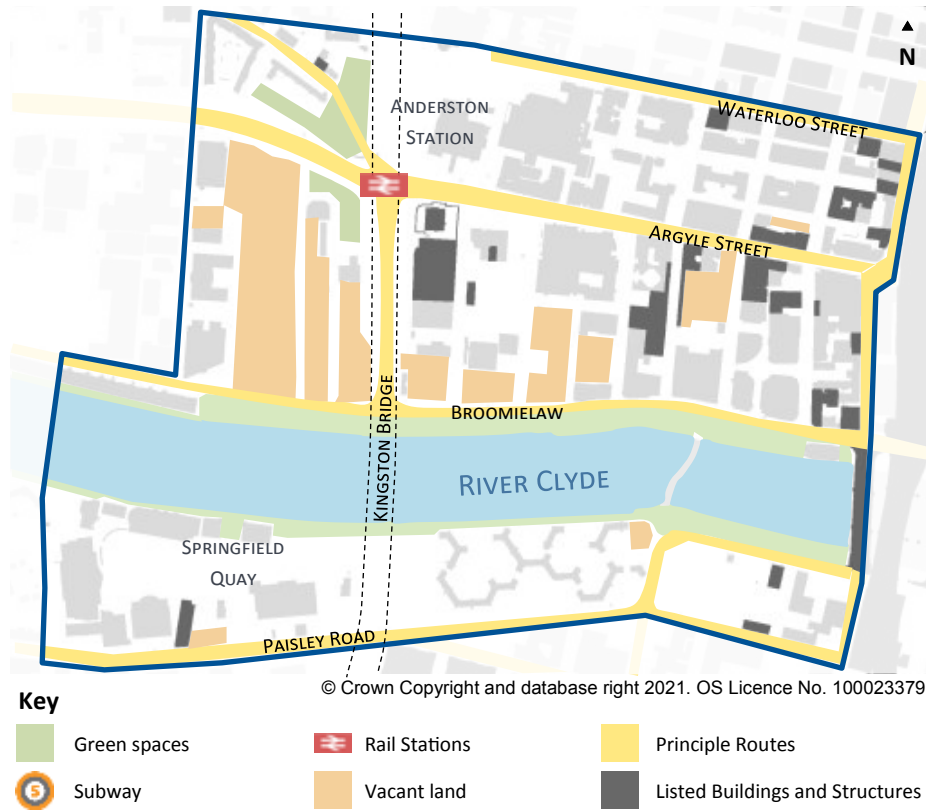 N
WATERLOO STREET
ANDERSTON
STATION
ARGYLE STREET
KINGSTON BRIDGE
BROOMIELAW
RIVER CLYDE
SPRINGFIELD
QUAY
PAISLEY ROAD
© Crown Copyright and database right 2021. OS Licence No. 100023379
Key
Green spaces
Rail Stations
Principle Routes
S
Subway
Vacant land
Listed Buildings and Structures